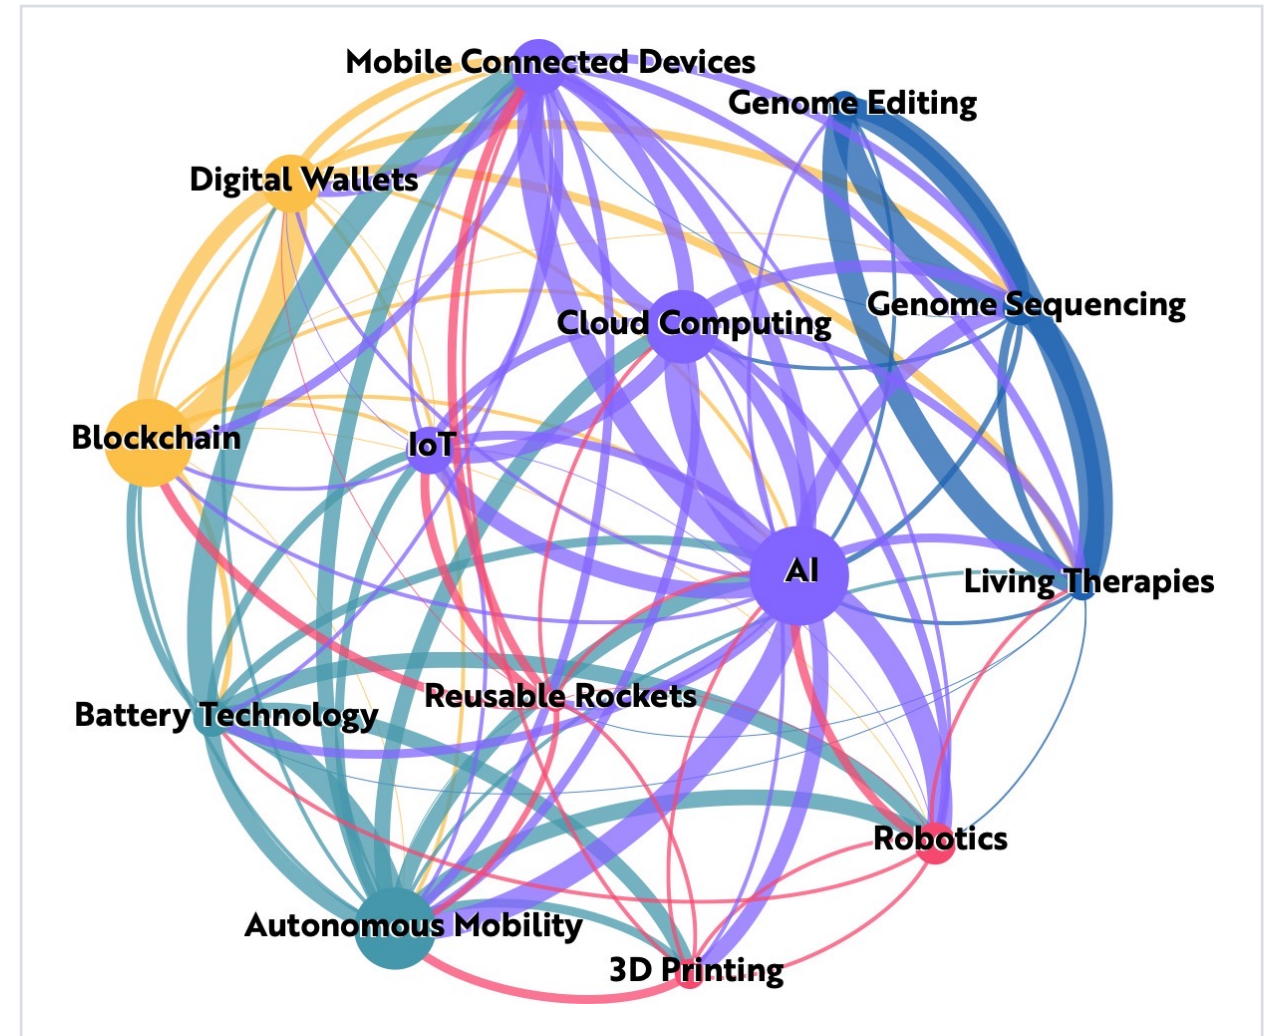 Mobile Connected Devices
Genome Editing
Digital Wallets
Genome Sequencing
Cloud Computing
Blockchain
IoT
AI
Living Therapies
Reusable Rockets
Battery Technology
Robotics
Autonomous Mobility
3D Printing